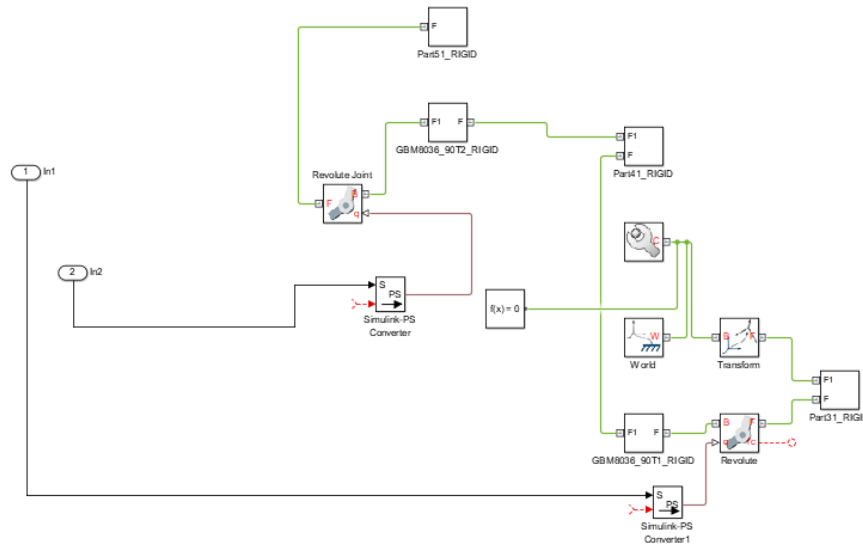 F
Part51_RIGID
F1 F
GBM8036_90T2_RIGID
F1
F
Part41_RIGID
1
In1
Revolute Joint
F
B
q
C
2
In2
S
PS
Simulink-PS
Converter
f(x) = 0
W
World
B F
Transform
F1
F
Part31_RIGI
F1 F
GBM8036_90T1_RIGID
B F
q
Revolute
S
PS
Simulink-PS
Converter1